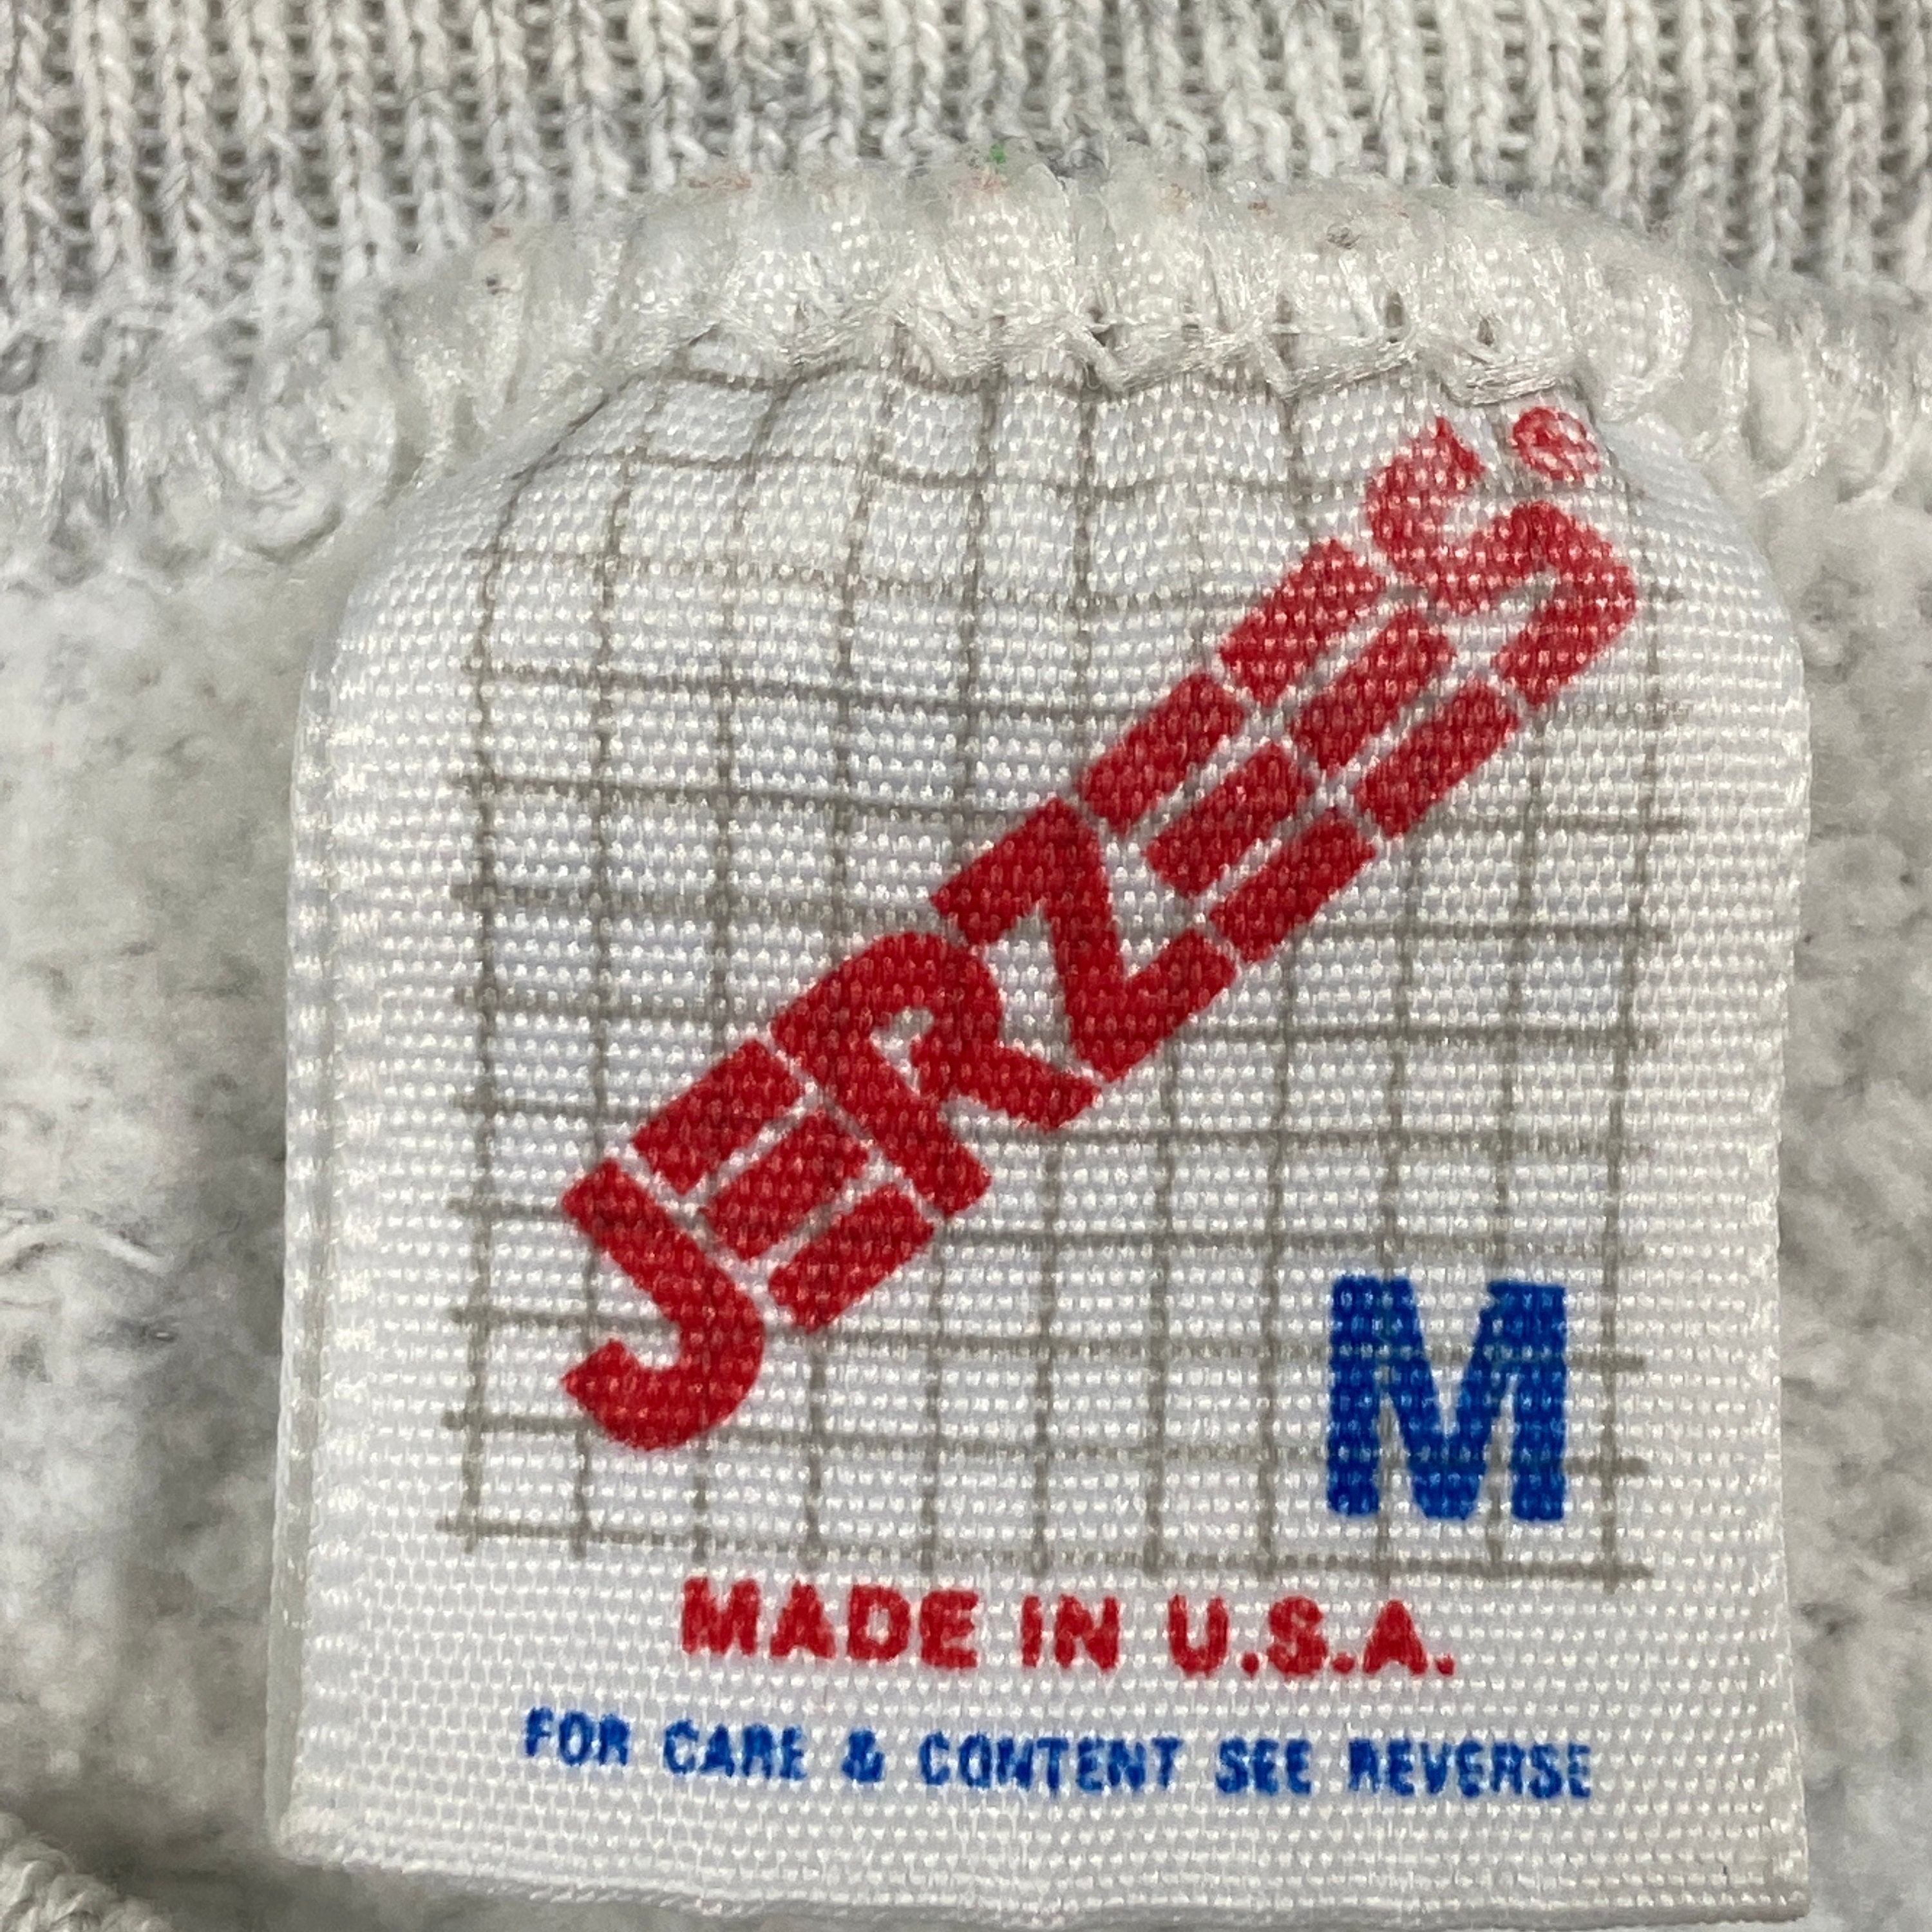 JERZEES®
M
MADE IN U.S.A.
FOR CARE & CONTENT SEE REVERSE